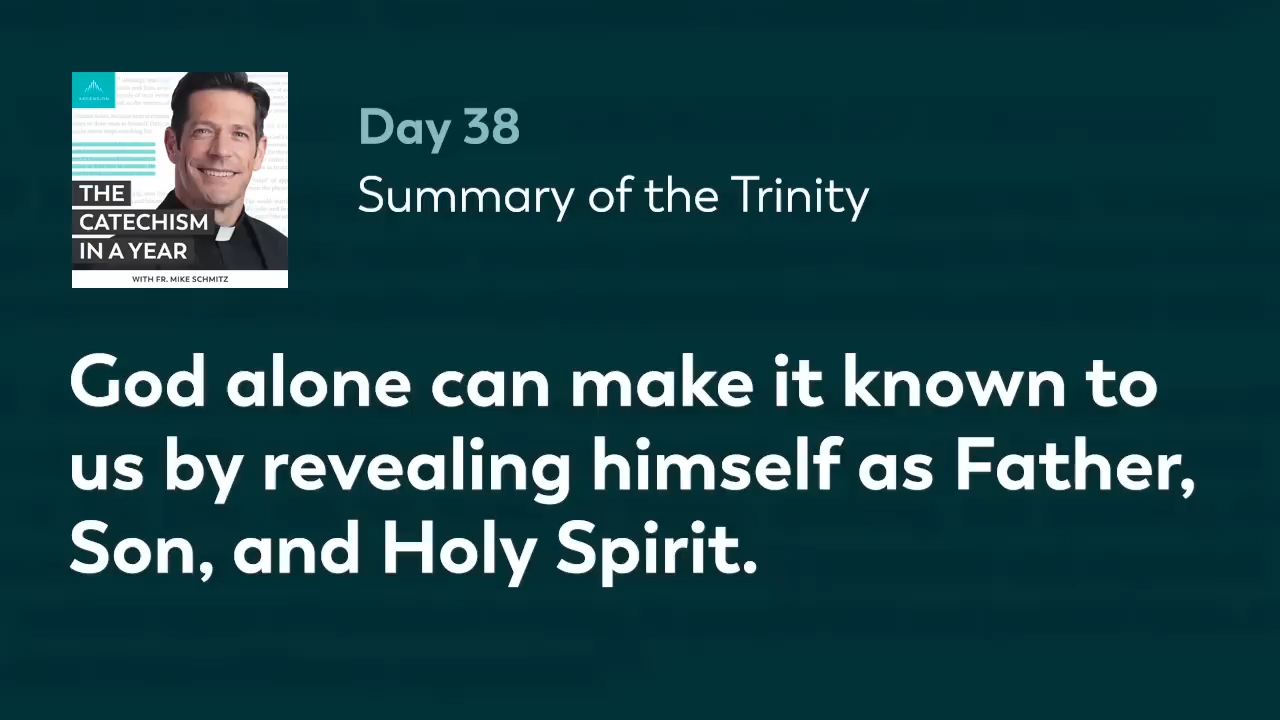 ASCENSION
THE
CATECHISM
IN A YEAR
WITH FR. MIKE SCHMITZ
Day 38
Summary of the Trinity
God alone can make it known to
us by revealing himself as Father,
Son, and Holy Spirit.